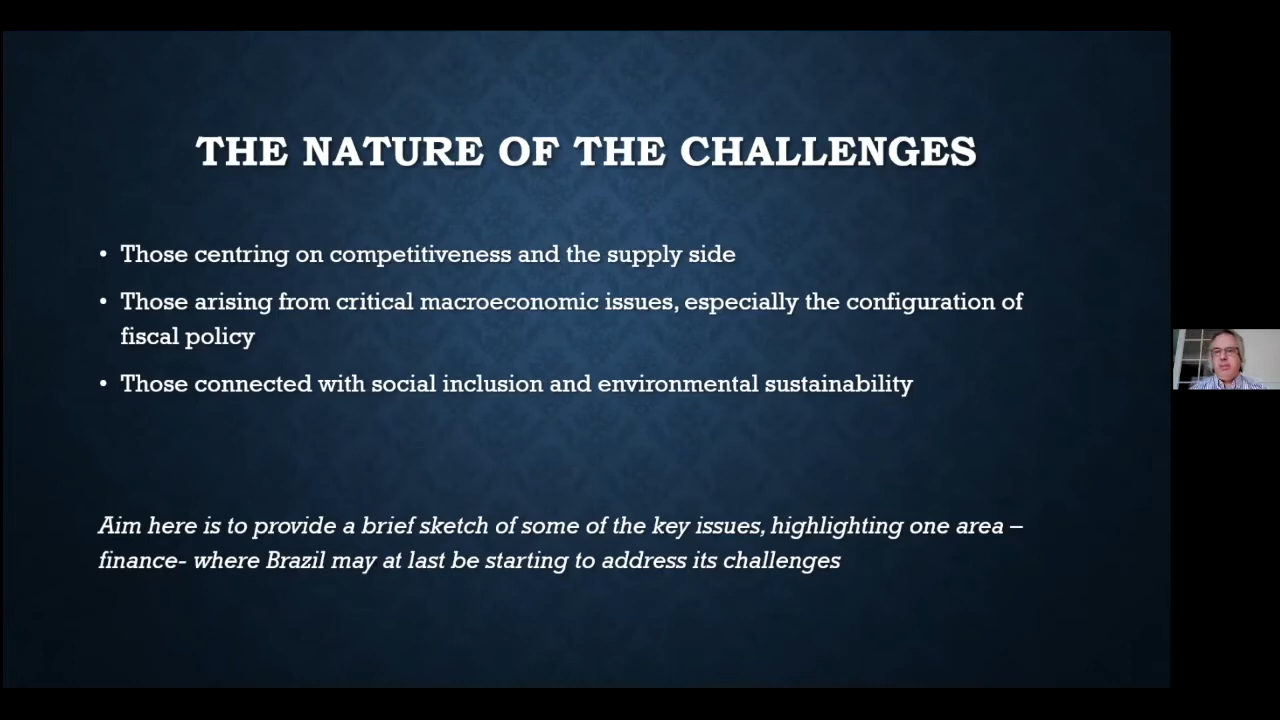 THE NATURE OF THE CHALLENGES
• Those centring on competitiveness and the supply side
• Those arising from critical macroeconomic issues, especially the configuration of
fiscal policy
• Those connected with social inclusion and environmental sustainability
Aim here is to provide a brief sketch of some of the key issues, highlighting one area –
finance- where Brazil may at last be starting to address its challenges